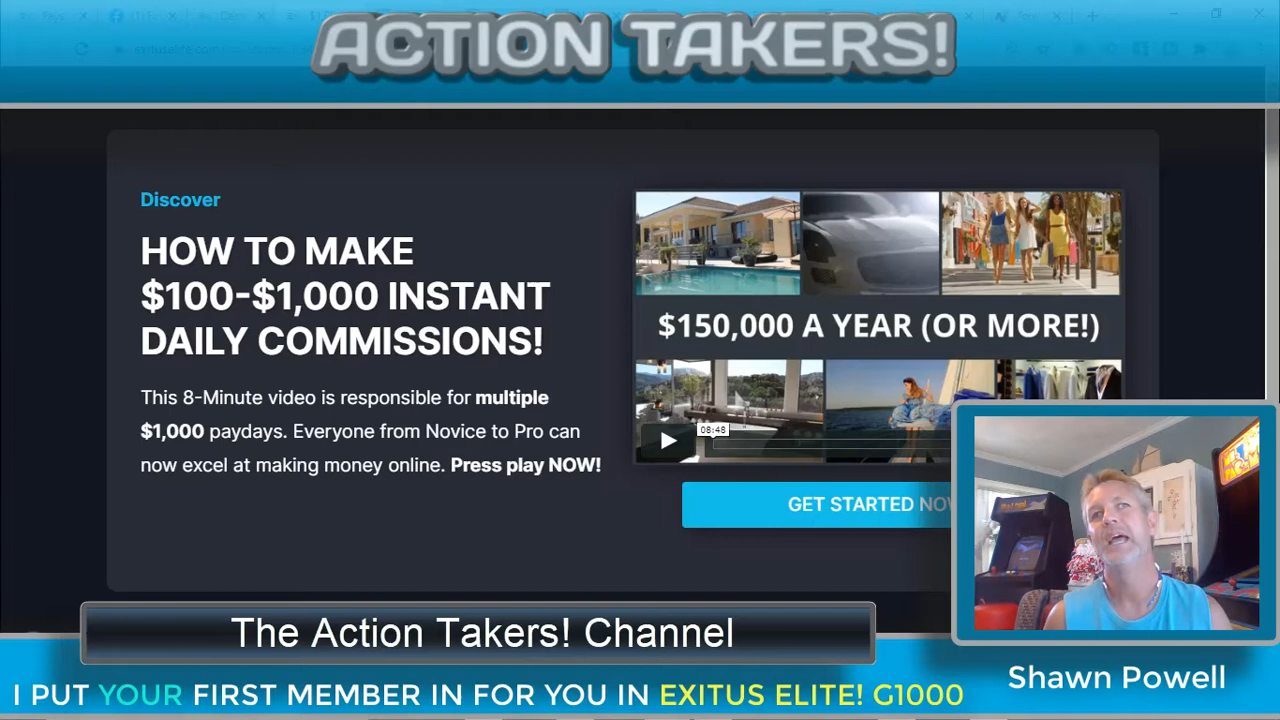 ACTION TAKERS!
Discover
HOW TO MAKE
$100-$1,000 INSTANT
DAILY COMMISSIONS!
This 8-Minute video is responsible for multiple
$1,000 paydays. Everyone from Novice to Pro can
now excel at making money online. Press play NOW!
$150,000 A YEAR (OR MORE!)
08:48
GET STARTED NOW
The Action Takers! Channel
Shawn Powell
I PUT YOUR FIRST MEMBER IN FOR YOU IN EXITUS ELITE! G1000